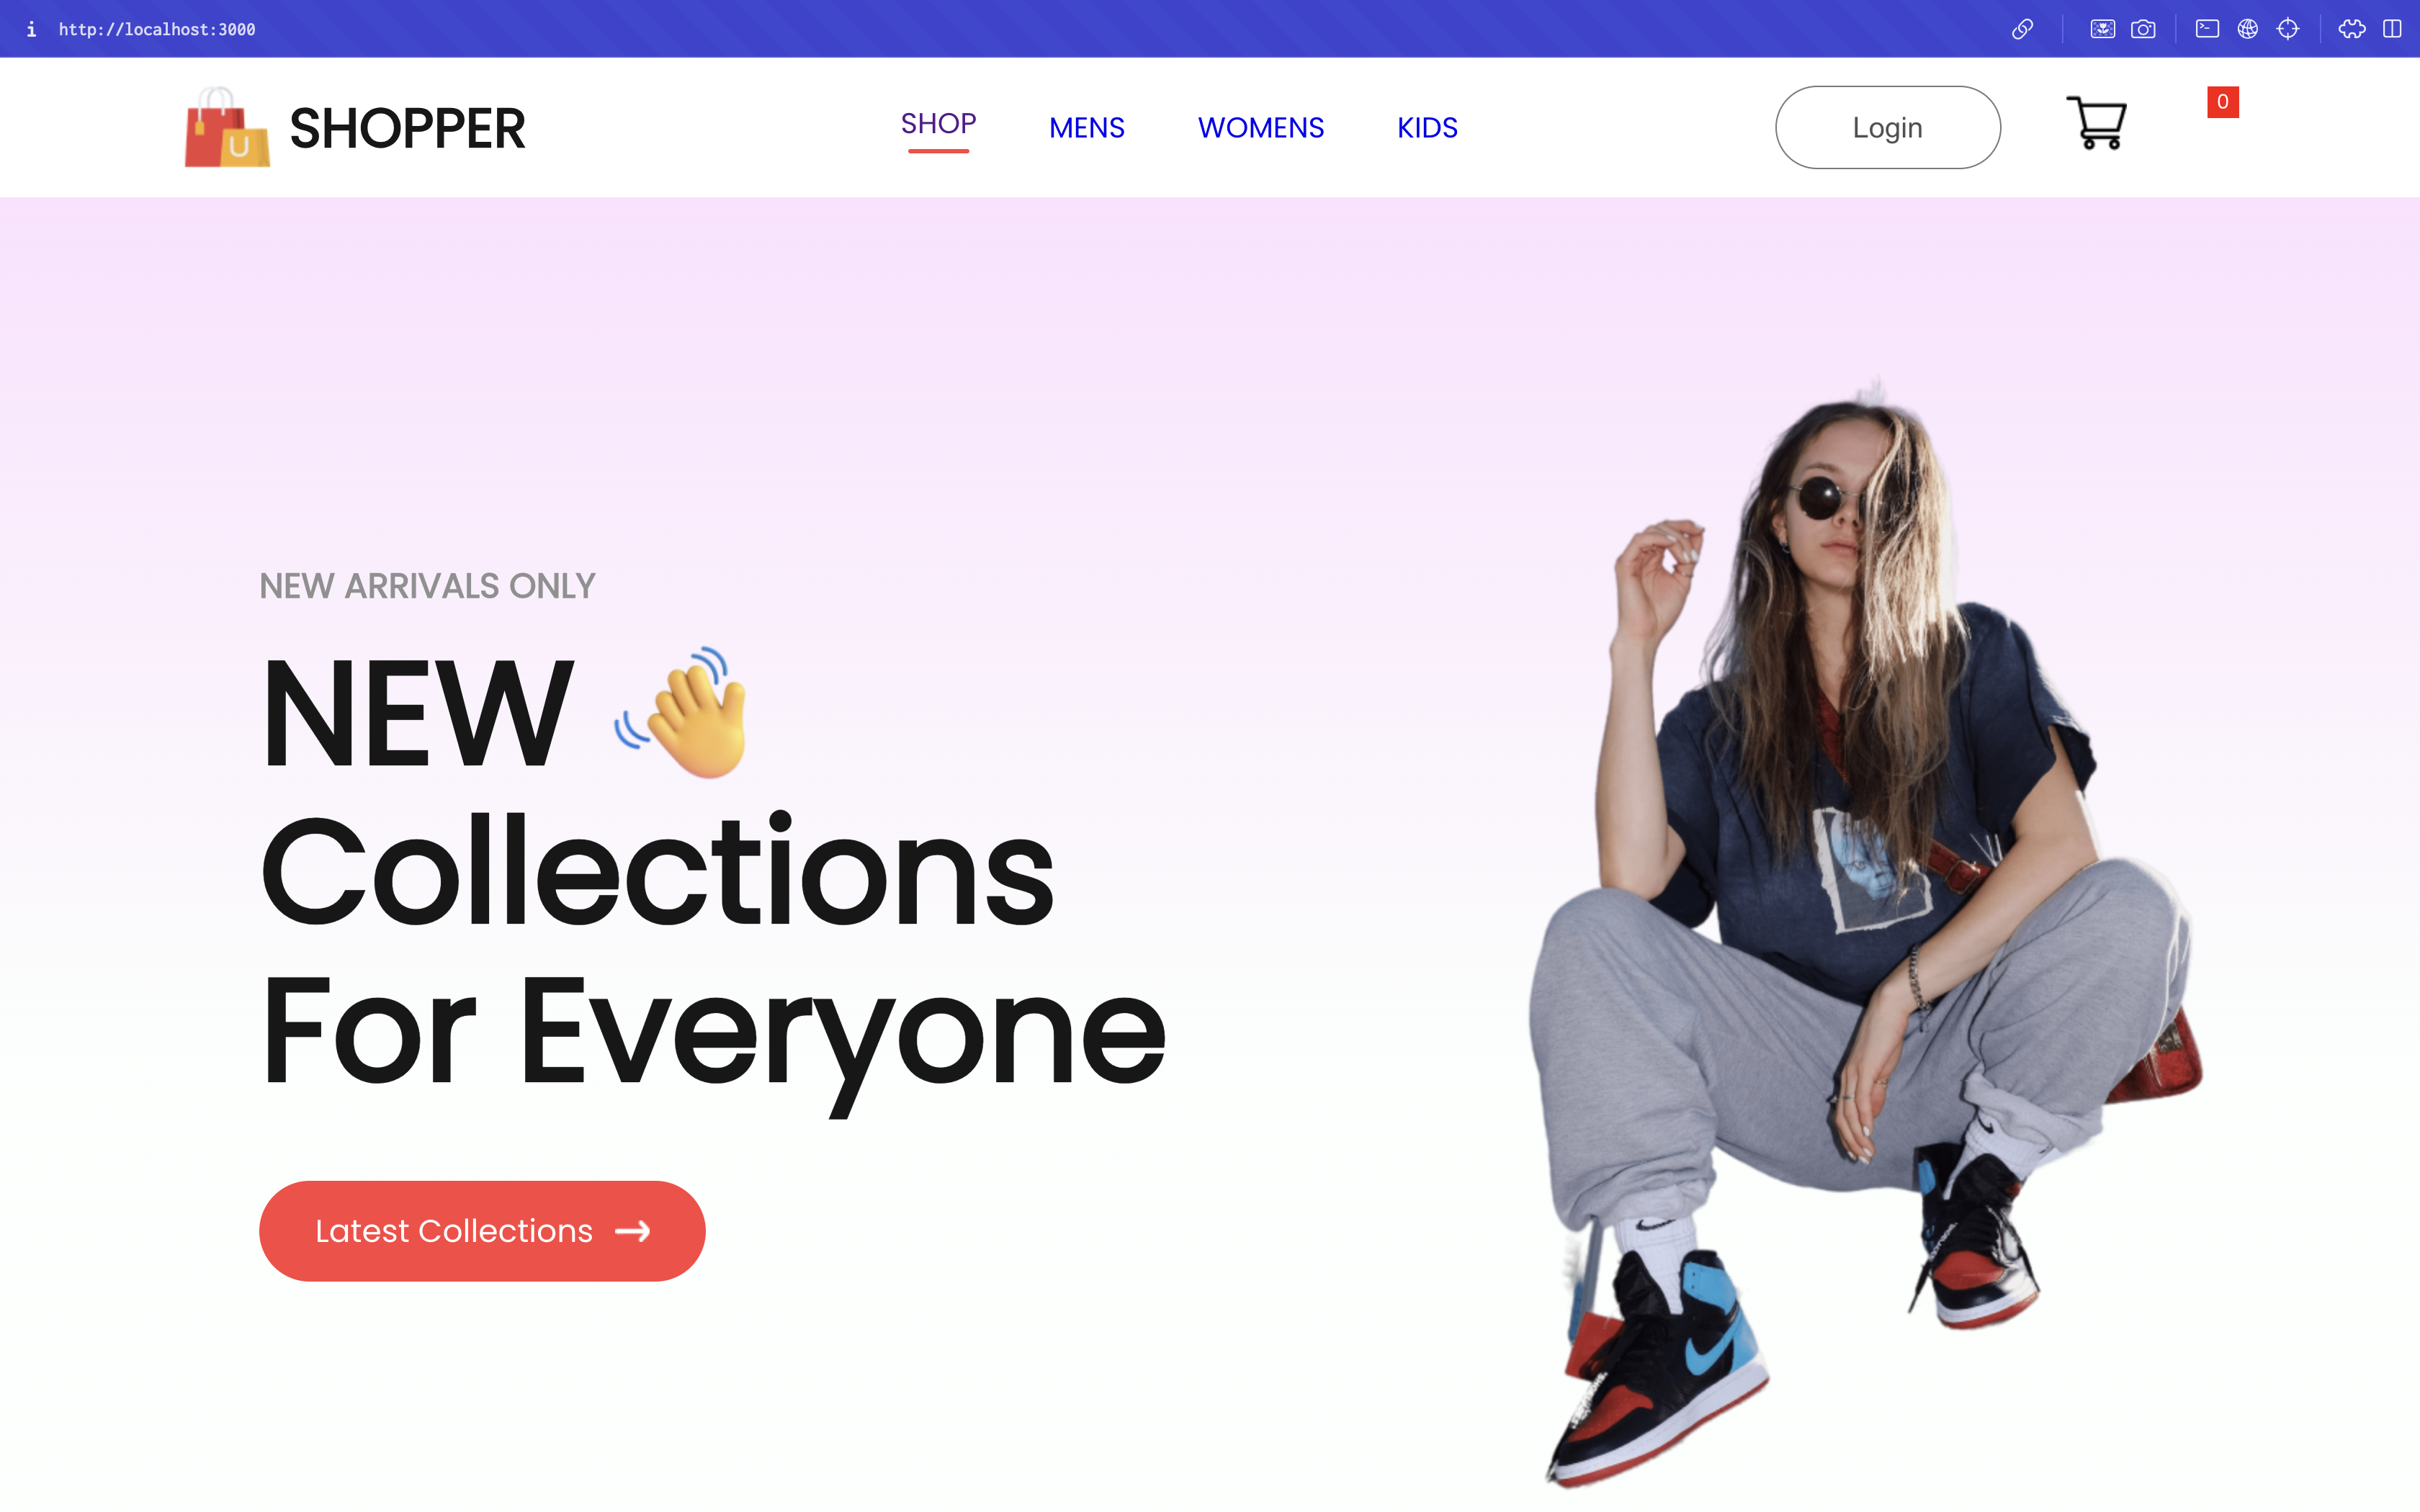 i http://localhost:3000
SHOPPER SHOP MENS WOMENS KIDS Login 0
NEW ARRIVALS ONLY
NEW
Collections
For Everyone
Latest Collections →